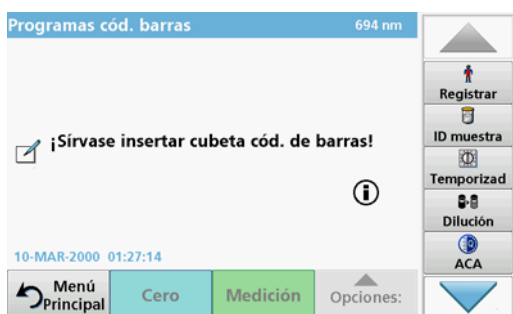 Programas cód. barras 694 nm
¡Sírvase insertar cubeta cód. de barras!
10-MAR-2000 01:27:14
Menú
Principal
Cero
Medición
Opciones:
Registrar
ID muestra
Temporizad
Dilución
ACA